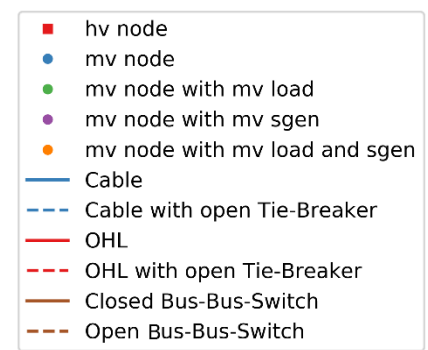 hv node
mv node
mv node with mv load
mv node with mv sgen
mv node with mv load and sgen
Cable
Cable with open Tie-Breaker
OHL
OHL with open Tie-Breaker
Closed Bus-Bus-Switch
Open Bus-Bus-Switch